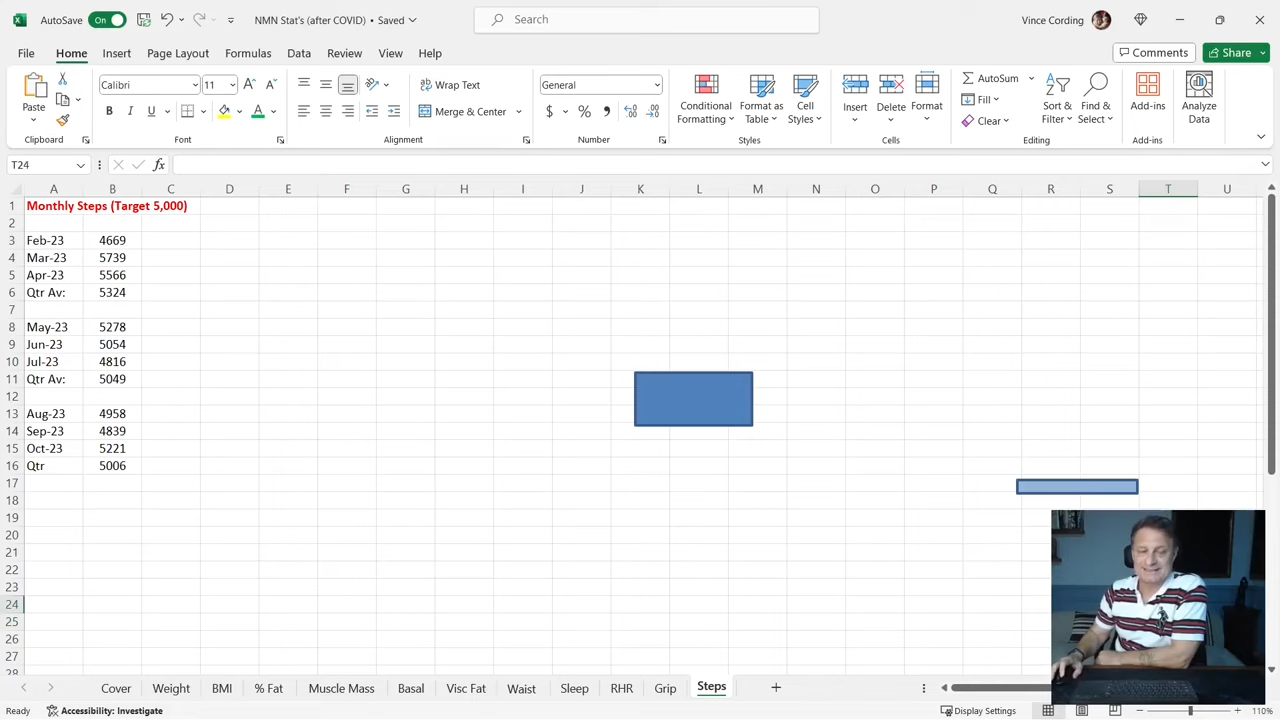 AutoSave On NMN Stat's (after COVID) • Saved Search Vince Cording
File Home Insert Page Layout Formulas Data Review View Help Comments Share
Paste Calibri 11 Wrap Text General AutoSum
B I U Merge & Center $ % Conditional Formatting Format as Table Cell Styles Insert Delete Format Fill Clear Sort & Filter Find & Select Add-ins Analyze Data
Clipboard Font Alignment Number Styles Cells Editing Add-ins
T24 fx
A B C D E F G H I J K L M N O P Q R S T U
1 Monthly Steps (Target 5,000)
2
3 Feb-23 4669
4 Mar-23 5739
5 Apr-23 5566
6 Qtr Av: 5324
7
8 May-23 5278
9 Jun-23 5054
10 Jul-23 4816
11 Qtr Av: 5049
12
13 Aug-23 4958
14 Sep-23 4839
15 Oct-23 5221
16 Qtr 5006
17
18
19
20
21
22
23
24
25
26
27
Cover Weight BMI % Fat Muscle Mass Sleep RHR Grip Steps Waist
Ready Accessibility: Investigate Display Settings 110%